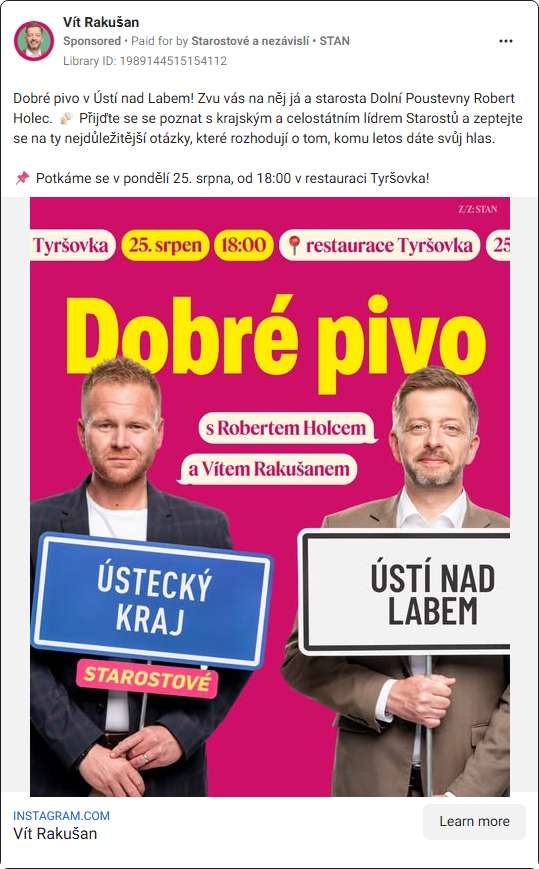 Vít Rakušan
Sponsored • Paid for by Starostové a nezávislí • STAN
Library ID: 1989144515154112
Dobré pivo v Ústí nad Labem! Zvu vás na něj já a starosta Dolní Poustevny Robert
Holec. 🍻 Přijďte se se poznat s krajským a celostátním lídrem Starostů a zeptejte
se na ty nejdůležitější otázky, které rozhodují o tom, komu letos dáte svůj hlas.
📌 Potkáme se v pondělí 25. srpna, od 18:00 v restauraci Tyršovka!
Z/Z: STAN
Tyršovka 25. srpen 18:00 📍 restaurace Tyršovka 25
Dobré pivo
s Robertem Holcem
a Vítem Rakušanem
ÚSTECKÝ
KRAJ
STAROSTOVÉ
ÚSTÍ NAD
LABEM
INSTAGRAM.COM
Vít Rakušan
Learn more